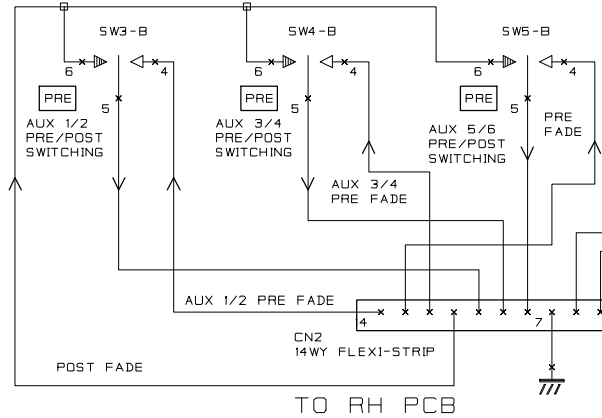 SW3-B
SW4-B
SW5-B
6
4
6
4
6
4
PRE
5
PRE
5
PRE
5
AUX 1/2
PRE/POST
SWITCHING
AUX 3/4
PRE/POST
SWITCHING
AUX 5/6
PRE/POST
SWITCHING
PRE
FADE
AUX 3/4
PRE FADE
AUX 1/2 PRE FADE
14
7
CN2
14WY FLEXI-STRIP
POST FADE
TO RH PCB